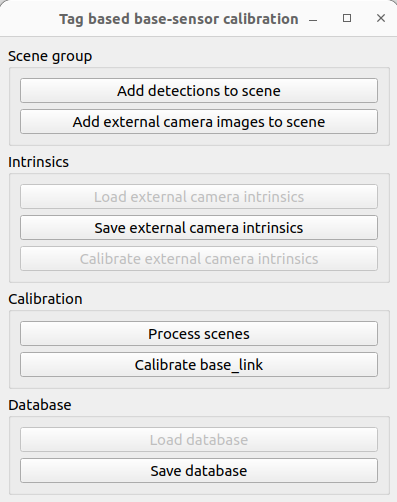 Tag based base-sensor calibration
Scene group
Add detections to scene
Add external camera images to scene
Intrinsics
Load external camera intrinsics
Save external camera intrinsics
Calibrate external camera intrinsics
Calibration
Process scenes
Calibrate base_link
Database
Load database
Save database